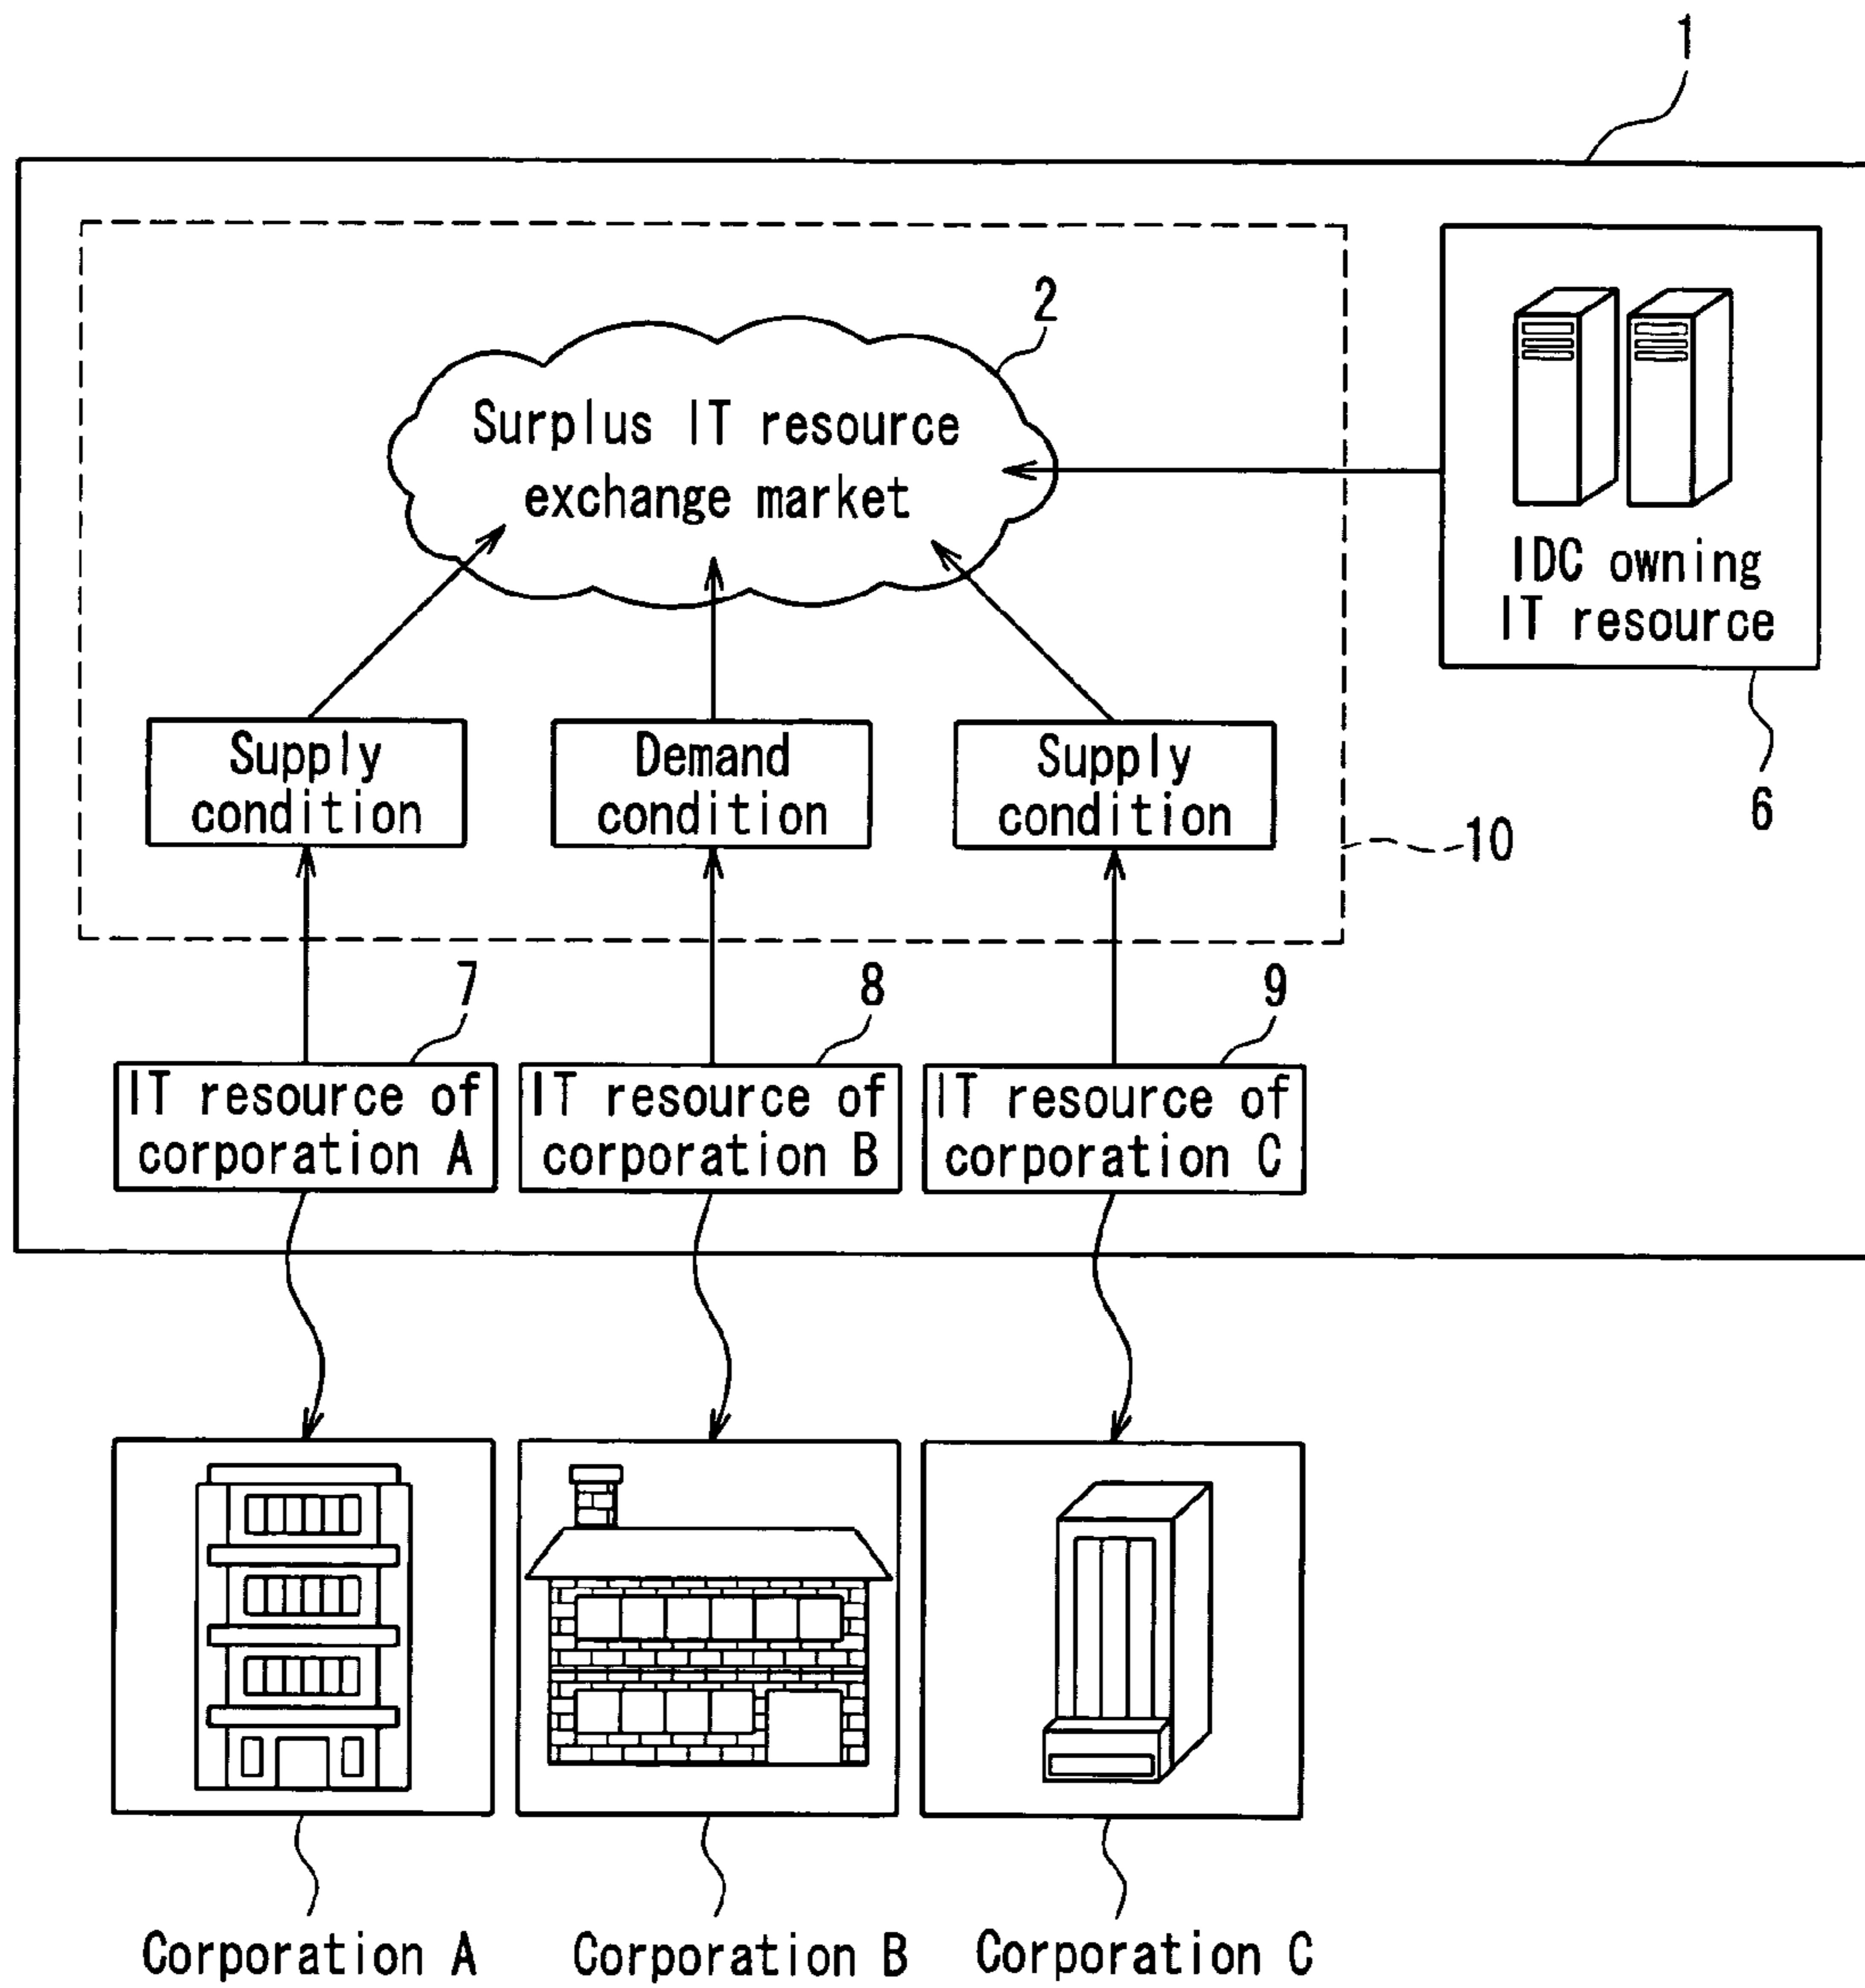 1
2
Surplus IT resource
exchange market
IDC owning
IT resource
6
Supply
condition
Demand
condition
Supply
condition
10
7
8
9
IT resource of
corporation A
IT resource of
corporation B
IT resource of
corporation C
Corporation A
Corporation B
Corporation C